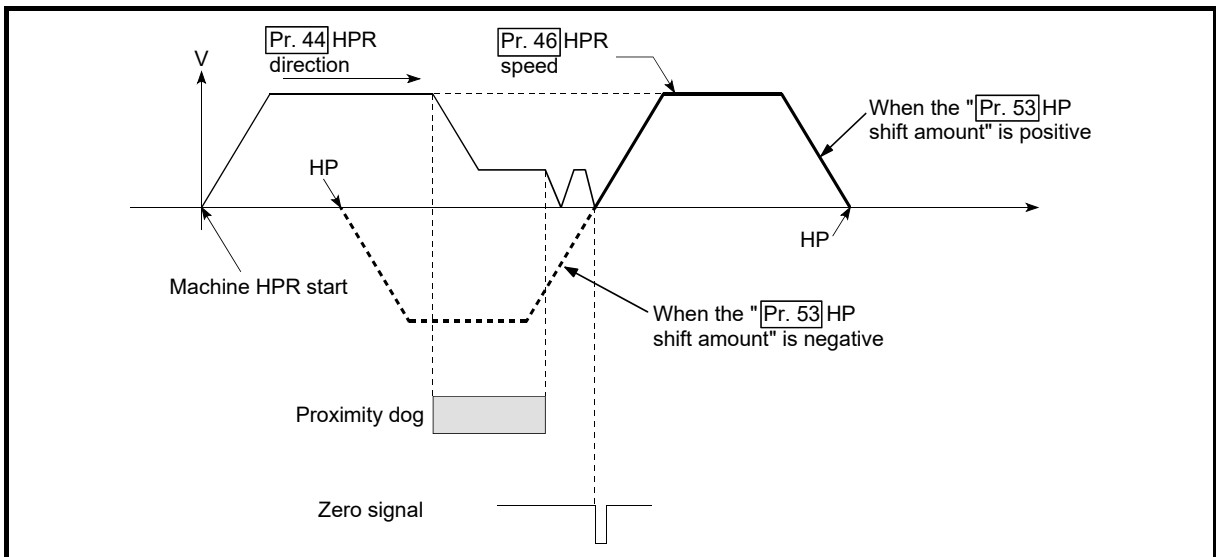 Pr. 44 HPR
direction
Pr. 46 HPR
speed
V
When the "Pr. 53 HP
shift amount" is positive
HP
HP
Machine HPR start
When the "Pr. 53 HP
shift amount" is negative
Proximity dog
Zero signal